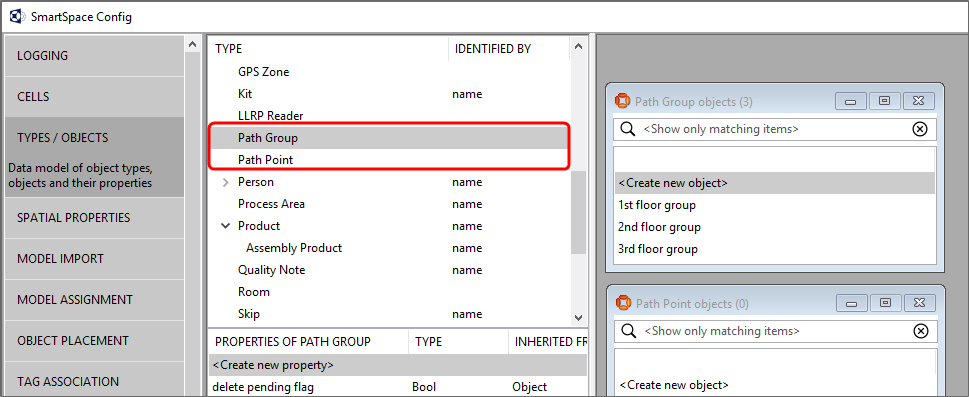 SmartSpace Config
LOGGING
CELLS
TYPES / OBJECTS
Data model of object types,
objects and their properties
SPATIAL PROPERTIES
MODEL IMPORT
MODEL ASSIGNMENT
OBJECT PLACEMENT
TAG ASSOCIATION
TYPE IDENTIFIED BY
GPS Zone
Kit name
LLRP Reader
Path Group
Path Point
Person name
Process Area name
Product name
Assembly Product name
Quality Note name
Room
Skip name
PROPERTIES OF PATH GROUP TYPE INHERITED FR
<Create new property>
delete pending flag Bool Object
Path Group objects (3)
<Show only matching items>
<Create new object>
1st floor group
2nd floor group
3rd floor group
Path Point objects (0)
<Show only matching items>
<Create new object>